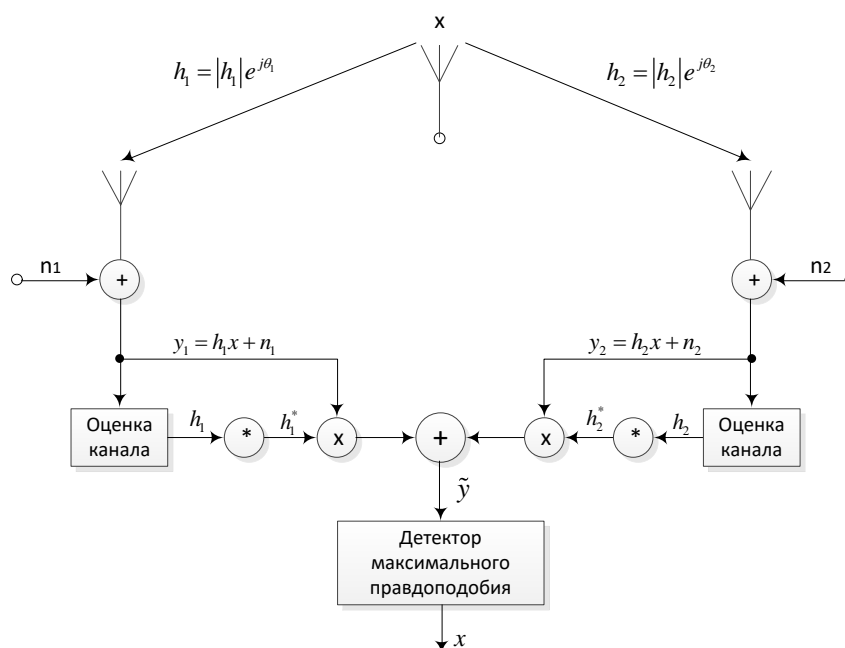 x
h₁ = |h₁| e^{jθ₁}
h₂ = |h₂| e^{jθ₂}
n1
+
+
n2
y₁ = h₁x + n₁
y₂ = h₂x + n₂
Оценка
канала
h₁
*
h₁*
x
+
x
h₂*
*
h₂
Оценка
канала
ỹ
Детектор
максимального
правдоподобия
x